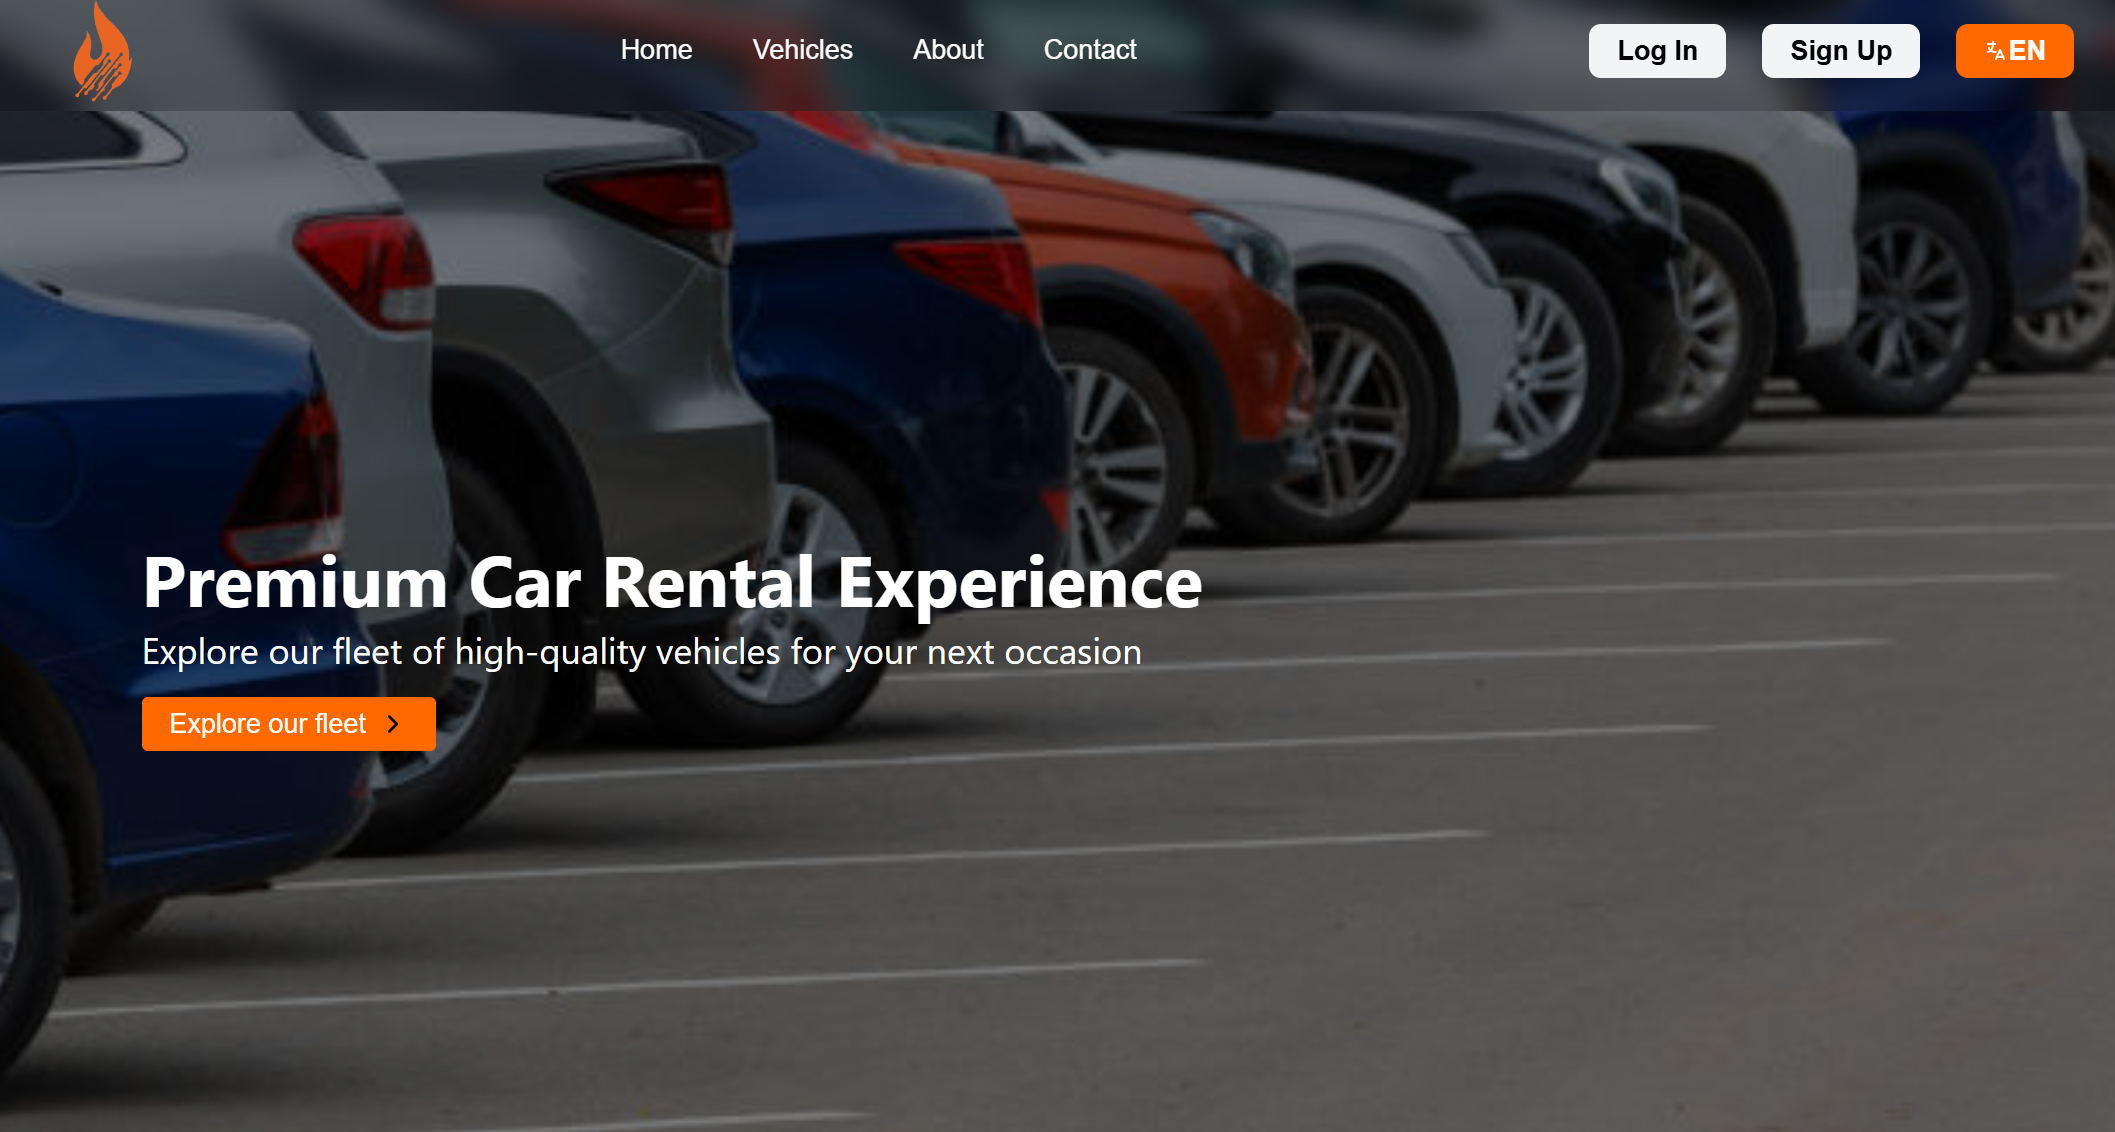 Home
Vehicles
About
Contact
Log In
Sign Up
EN
Premium Car Rental Experience
Explore our fleet of high-quality vehicles for your next occasion
Explore our fleet